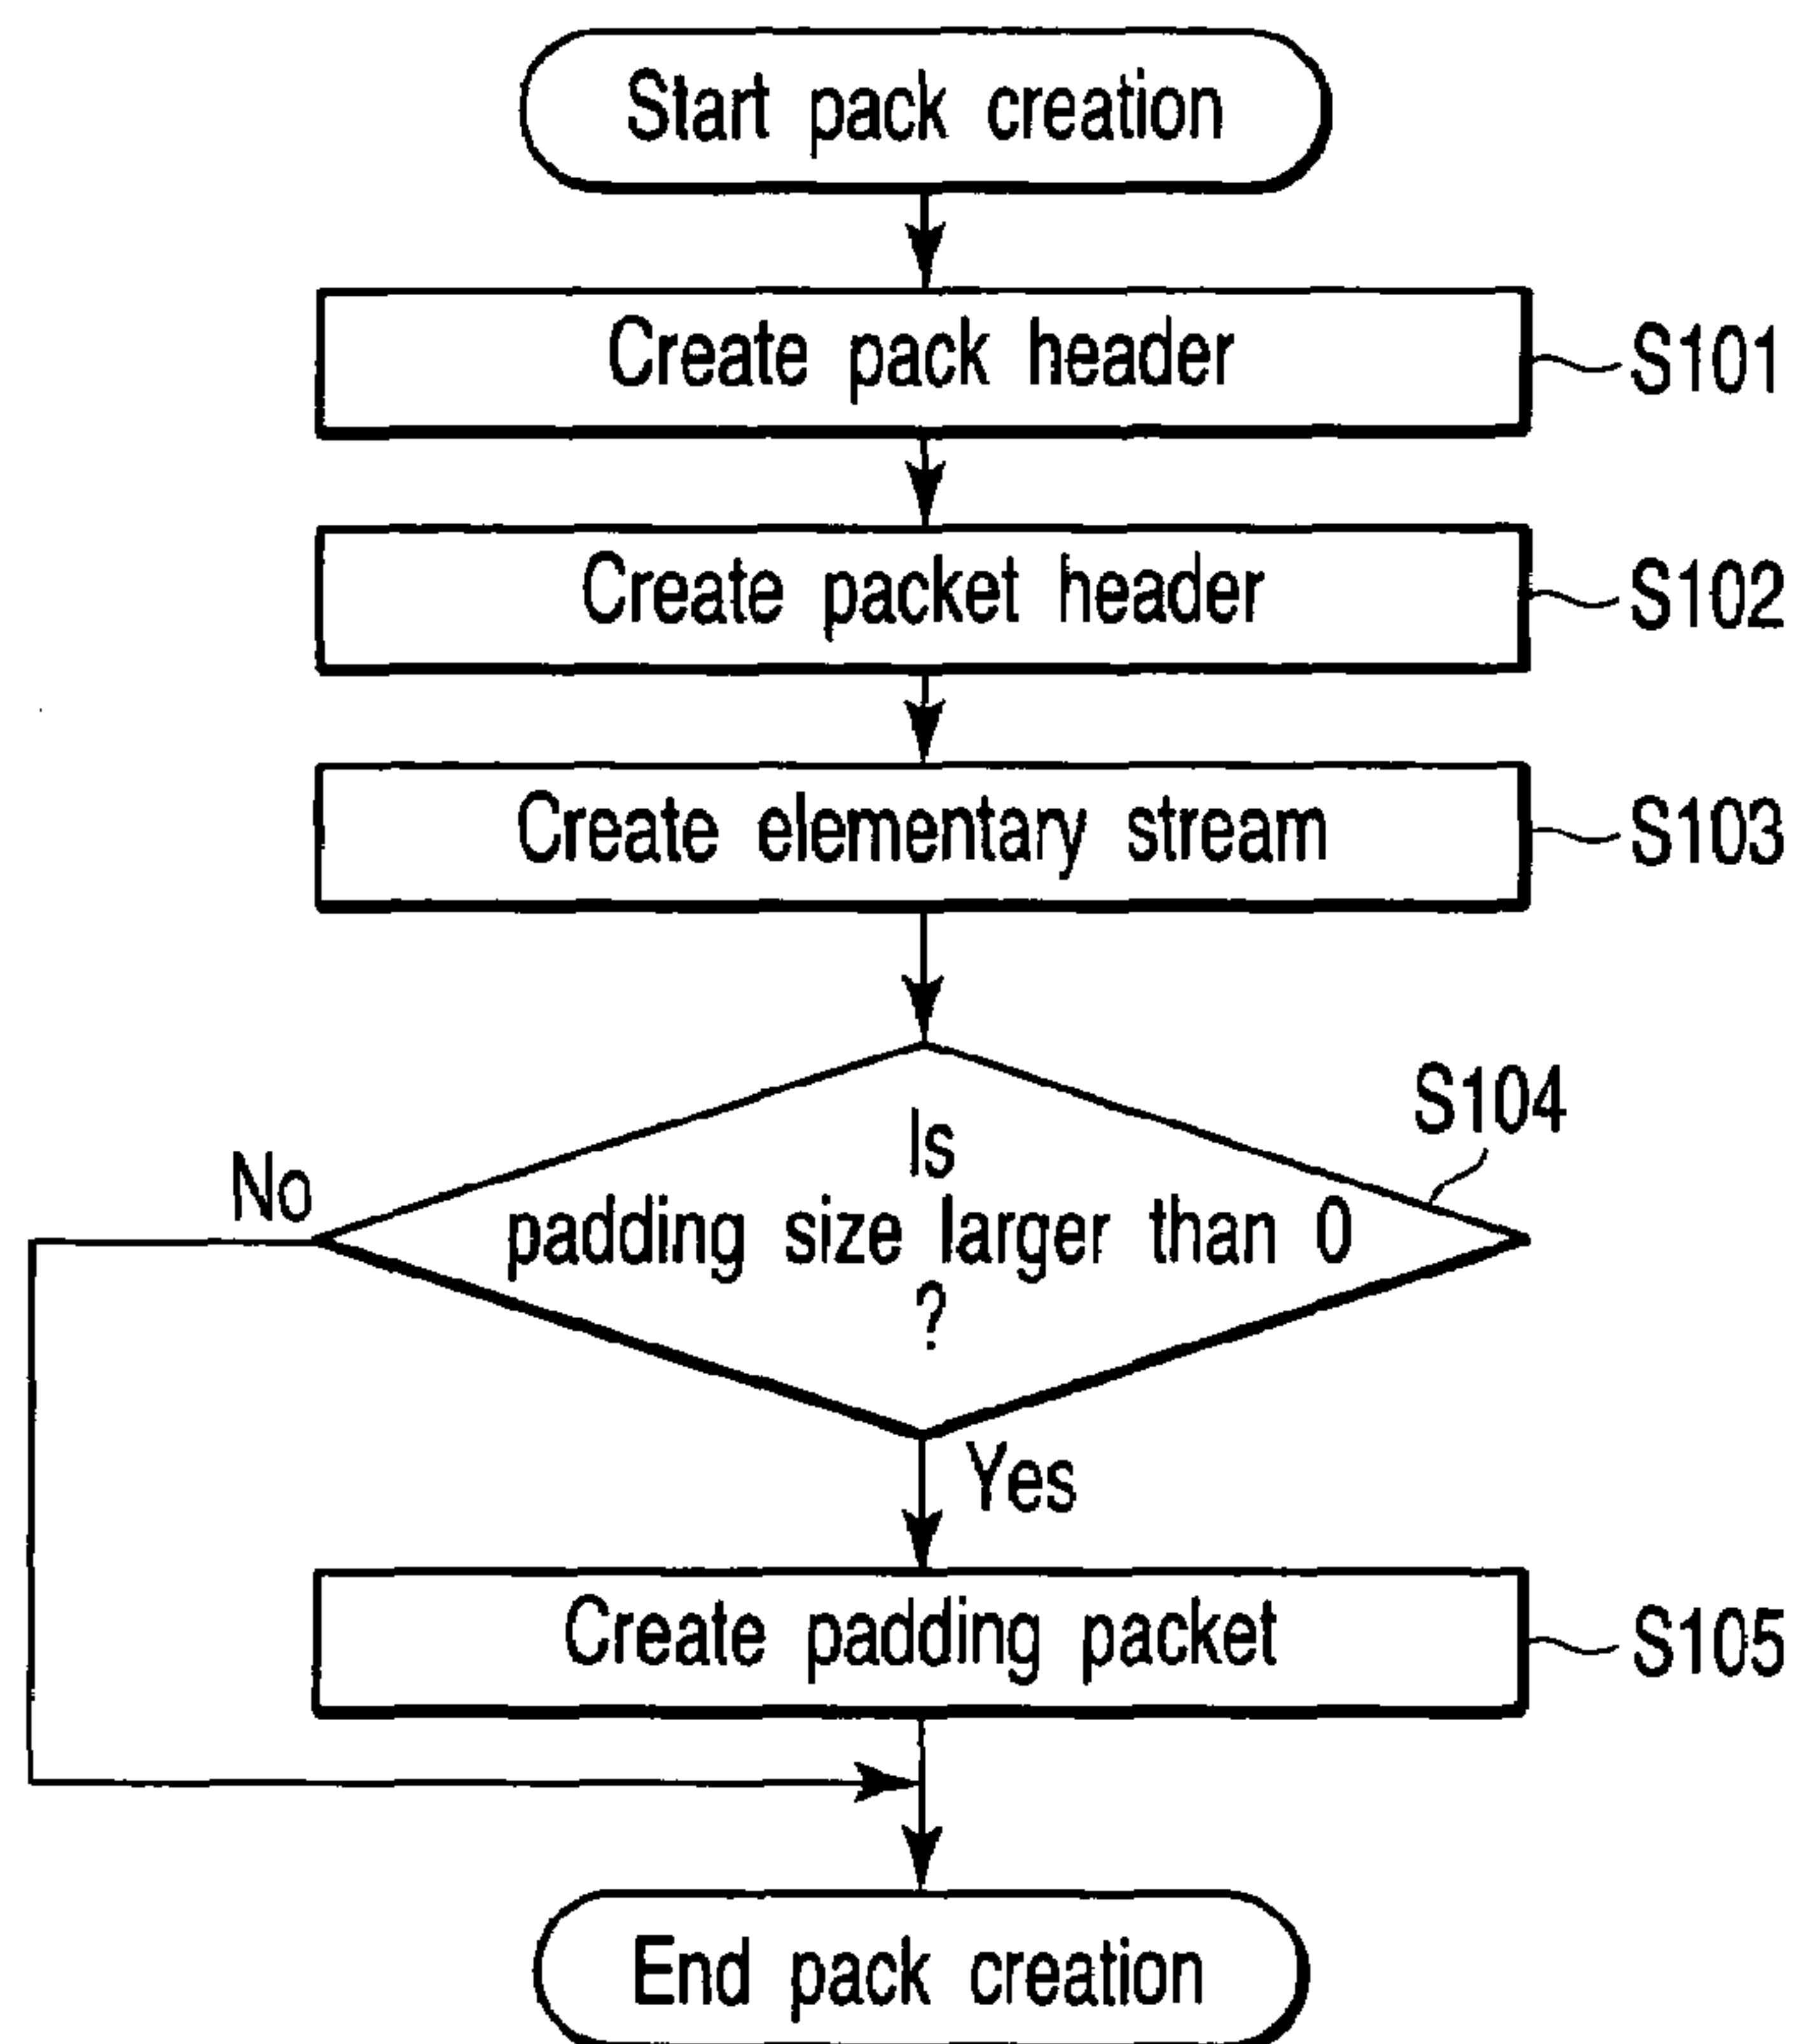 Start pack creation
Create pack header
S101
Create packet header
S102
Create elementary stream
S103
S104
Is
padding size larger than 0
?
No
Yes
Create padding packet
S105
End pack creation